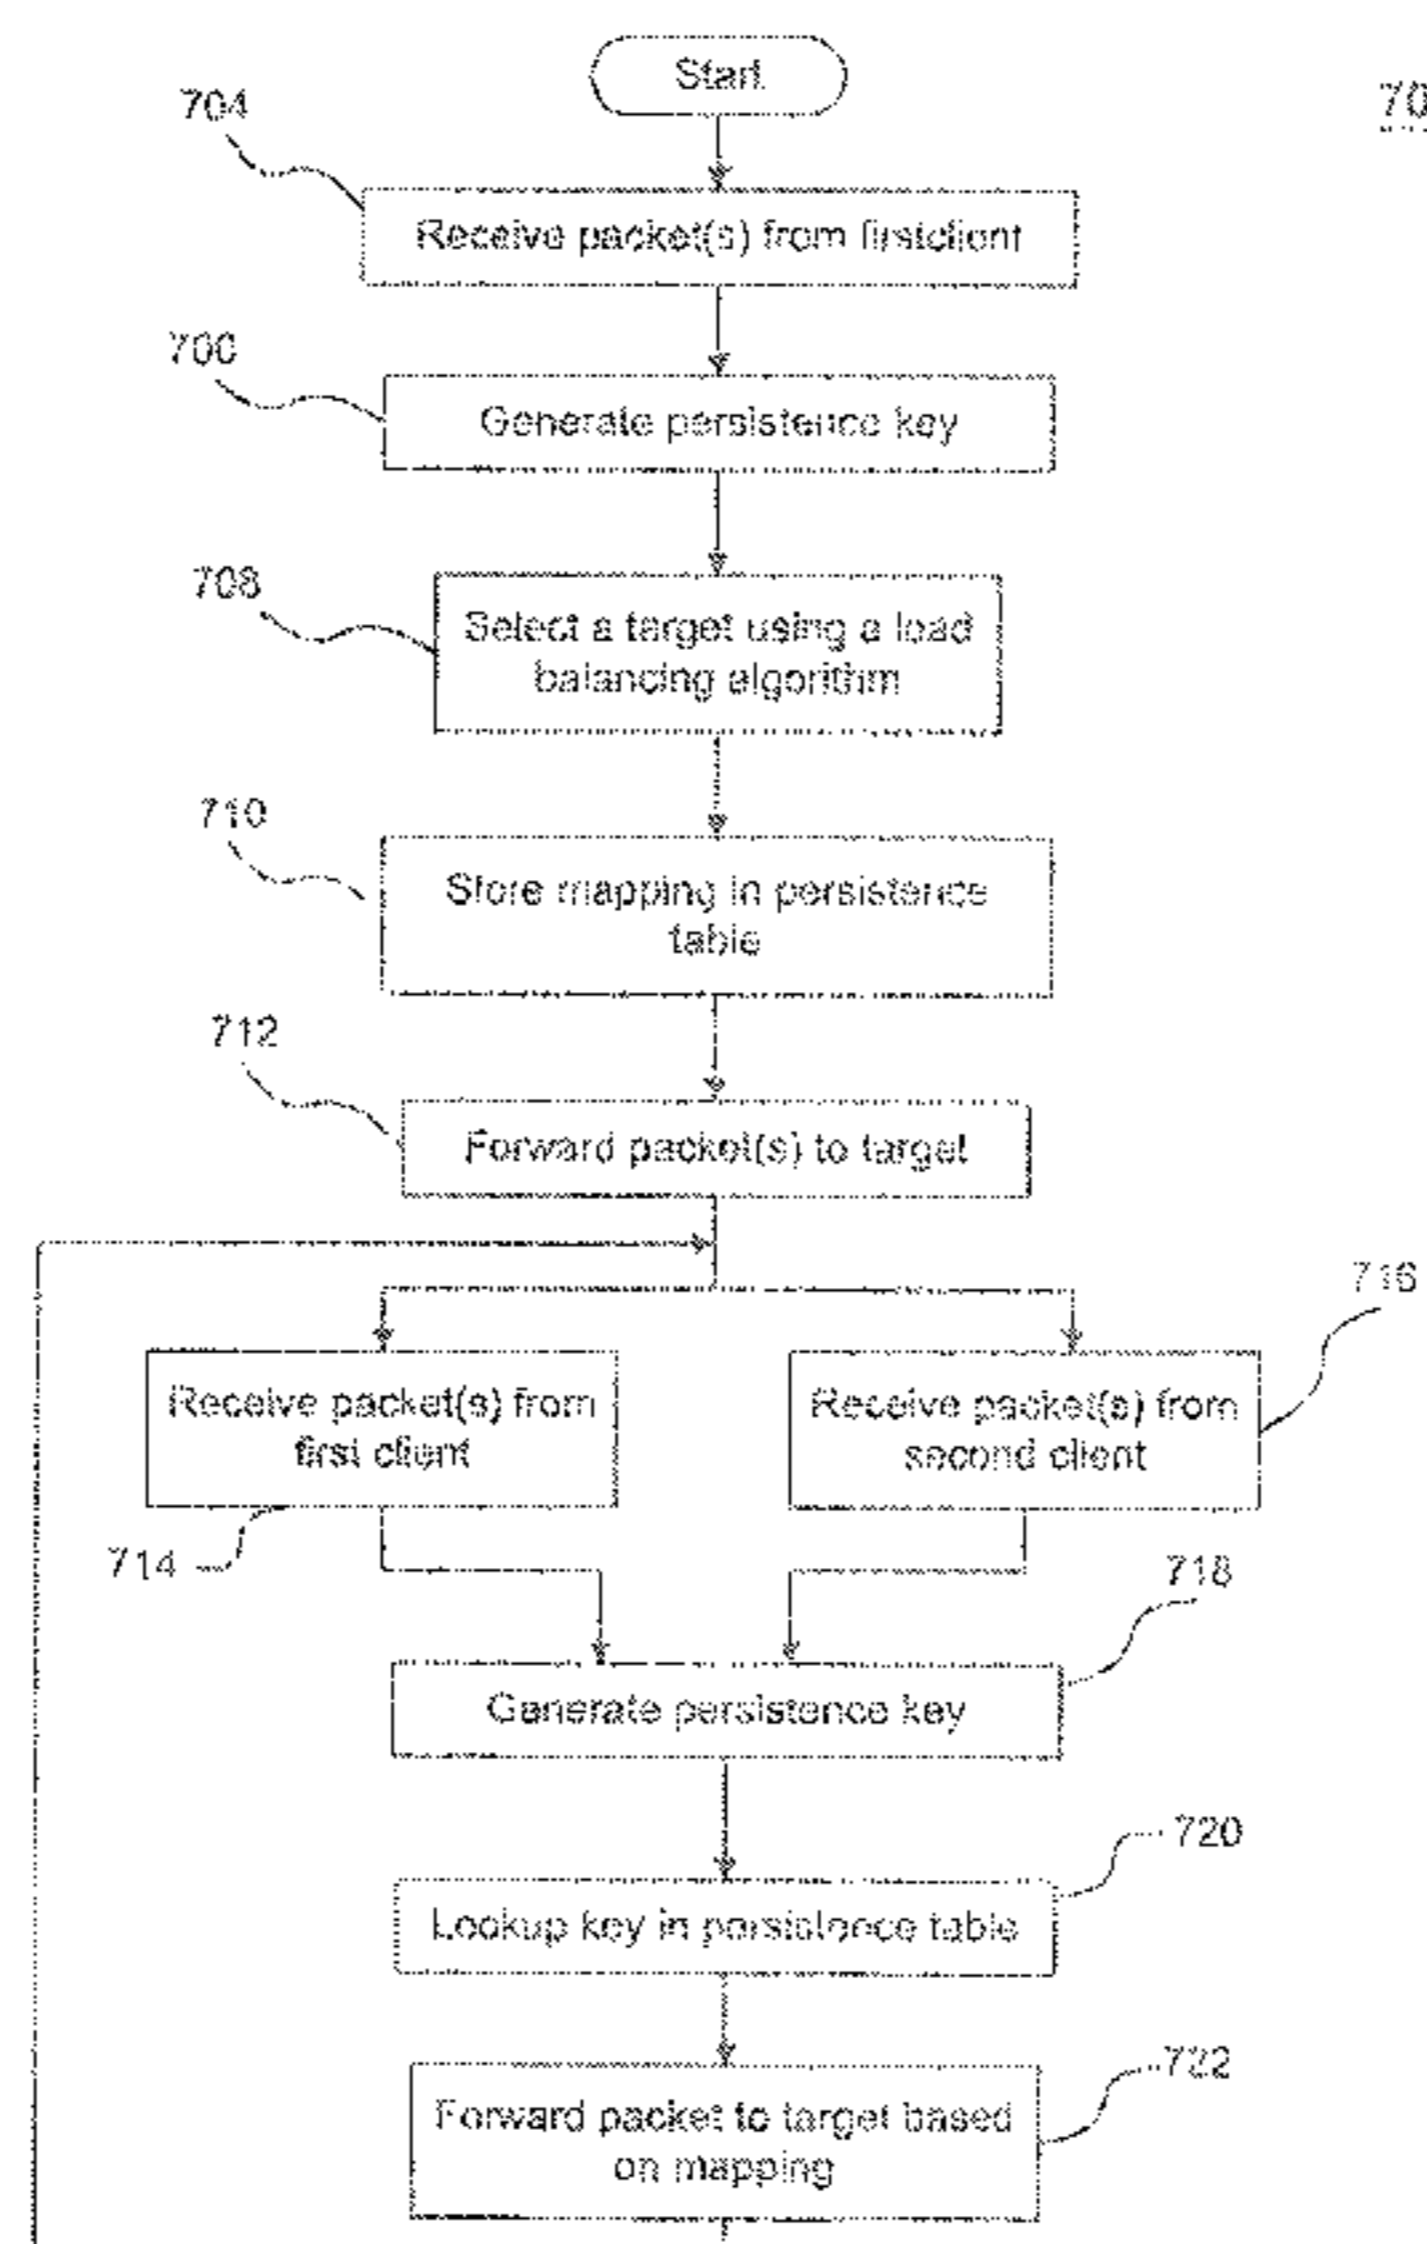 Start
704
70
Receive packet(s) from firstclient
700
Generate persistence key
708
Select a target using a load
balancing algorithm
710
Store mapping in persistence
table
712
Forward packet(s) to target
716
Receive packet(s) from
first client
Receive packet(s) from
second client
714
718
Generate persistence key
720
Lookup key in persistence table
722
Forward packet to target based
on mapping